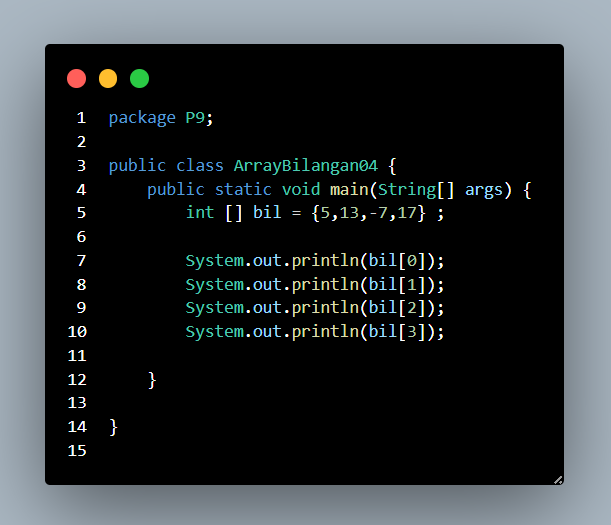 1 package P9;
2
3 public class ArrayBilangan04 {
4     public static void main(String[] args) {
5         int [] bil = {5,13,-7,17} ;
6
7         System.out.println(bil[0]);
8         System.out.println(bil[1]);
9         System.out.println(bil[2]);
10         System.out.println(bil[3]);
11
12     }
13
14 }
15